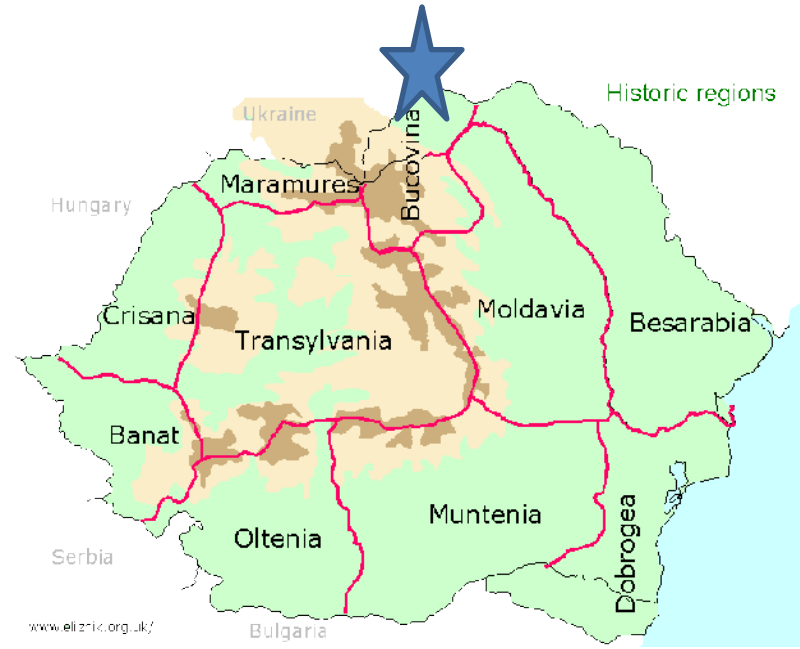 Historic regions
Ukraine
Bucovina
Maramures
Hungary
Crisana
Transylvania
Moldavia
Besarabia
Banat
Oltenia
Muntenia
Dobrogea
Serbia
Bulgaria
www.eliznik.org.uk/